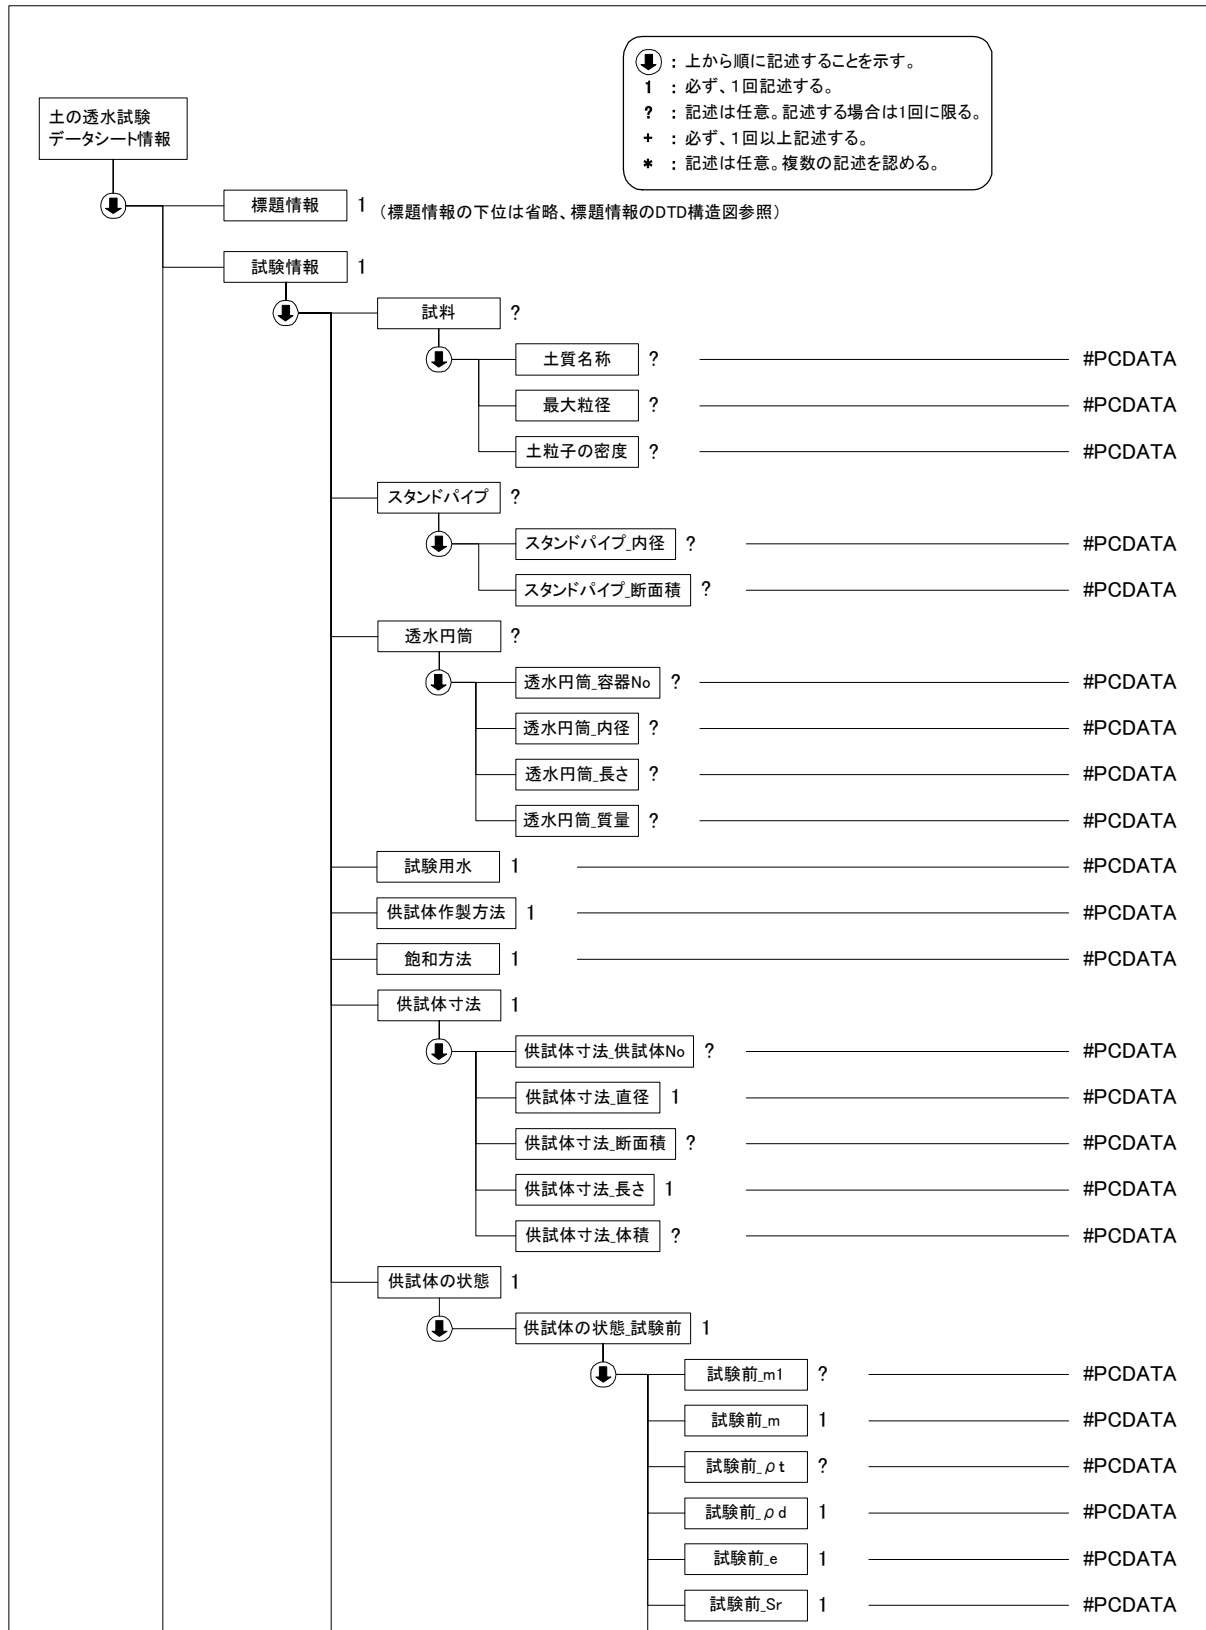 ⬇ : 上から順に記述することを示す。
1 : 必ず、1回記述する。
? : 記述は任意。記述する場合は1回に限る。
+ : 必ず、1回以上記述する。
* : 記述は任意。複数の記述を認める。
土の透水試験
データシート情報
標題情報 1 (標題情報の下位は省略、標題情報のDTD構造図参照)
試験情報 1
試料 ?
土質名称 ? #PCDATA
最大粒径 ? #PCDATA
土粒子の密度 ? #PCDATA
スタンドパイプ ?
スタンドパイプ_内径 ? #PCDATA
スタンドパイプ_断面積 ? #PCDATA
透水円筒 ?
透水円筒_容器No ? #PCDATA
透水円筒_内径 ? #PCDATA
透水円筒_長さ ? #PCDATA
透水円筒_質量 ? #PCDATA
試験用水 1 #PCDATA
供試体作製方法 1 #PCDATA
飽和方法 1 #PCDATA
供試体寸法 1
供試体寸法_供試体No ? #PCDATA
供試体寸法_直径 1 #PCDATA
供試体寸法_断面積 ? #PCDATA
供試体寸法_長さ 1 #PCDATA
供試体寸法_体積 ? #PCDATA
供試体の状態 1
供試体の状態_試験前 1
試験前_m1 ? #PCDATA
試験前_m 1 #PCDATA
試験前_ρt ? #PCDATA
試験前_ρd 1 #PCDATA
試験前_e 1 #PCDATA
試験前_Sr 1 #PCDATA